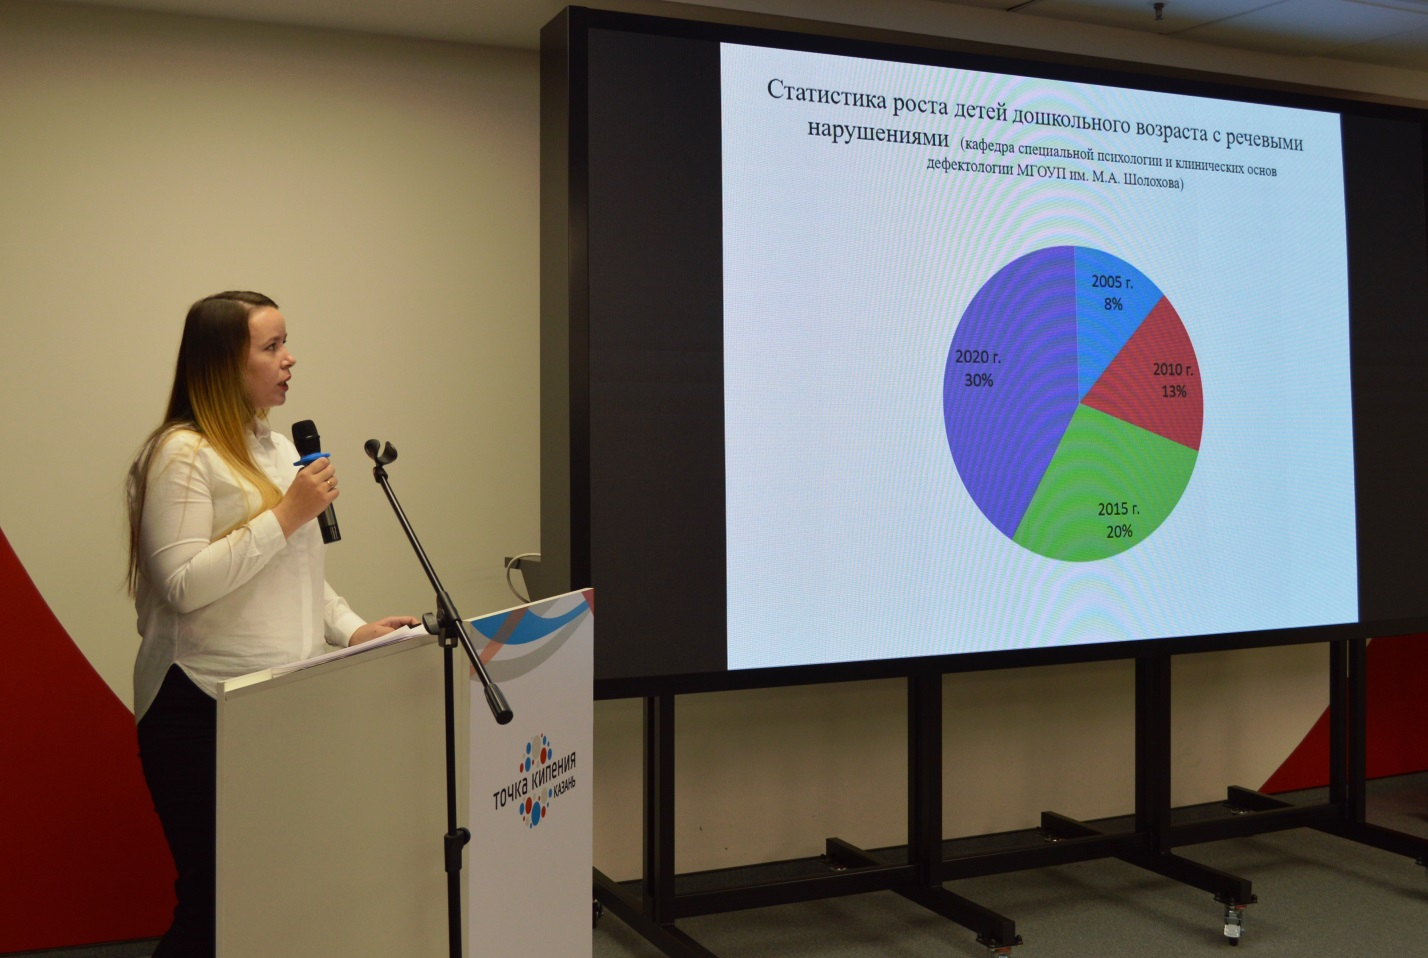 Статистика роста детей дошкольного возраста с речевыми
нарушениями (кафедра специальной психологии и клинических основ
дефектологии МГОУП им. М.А. Шолохова)
2005 г.
8%
2010 г.
13%
2015 г.
20%
2020 г.
30%
точка кипения
КАЗАНЬ